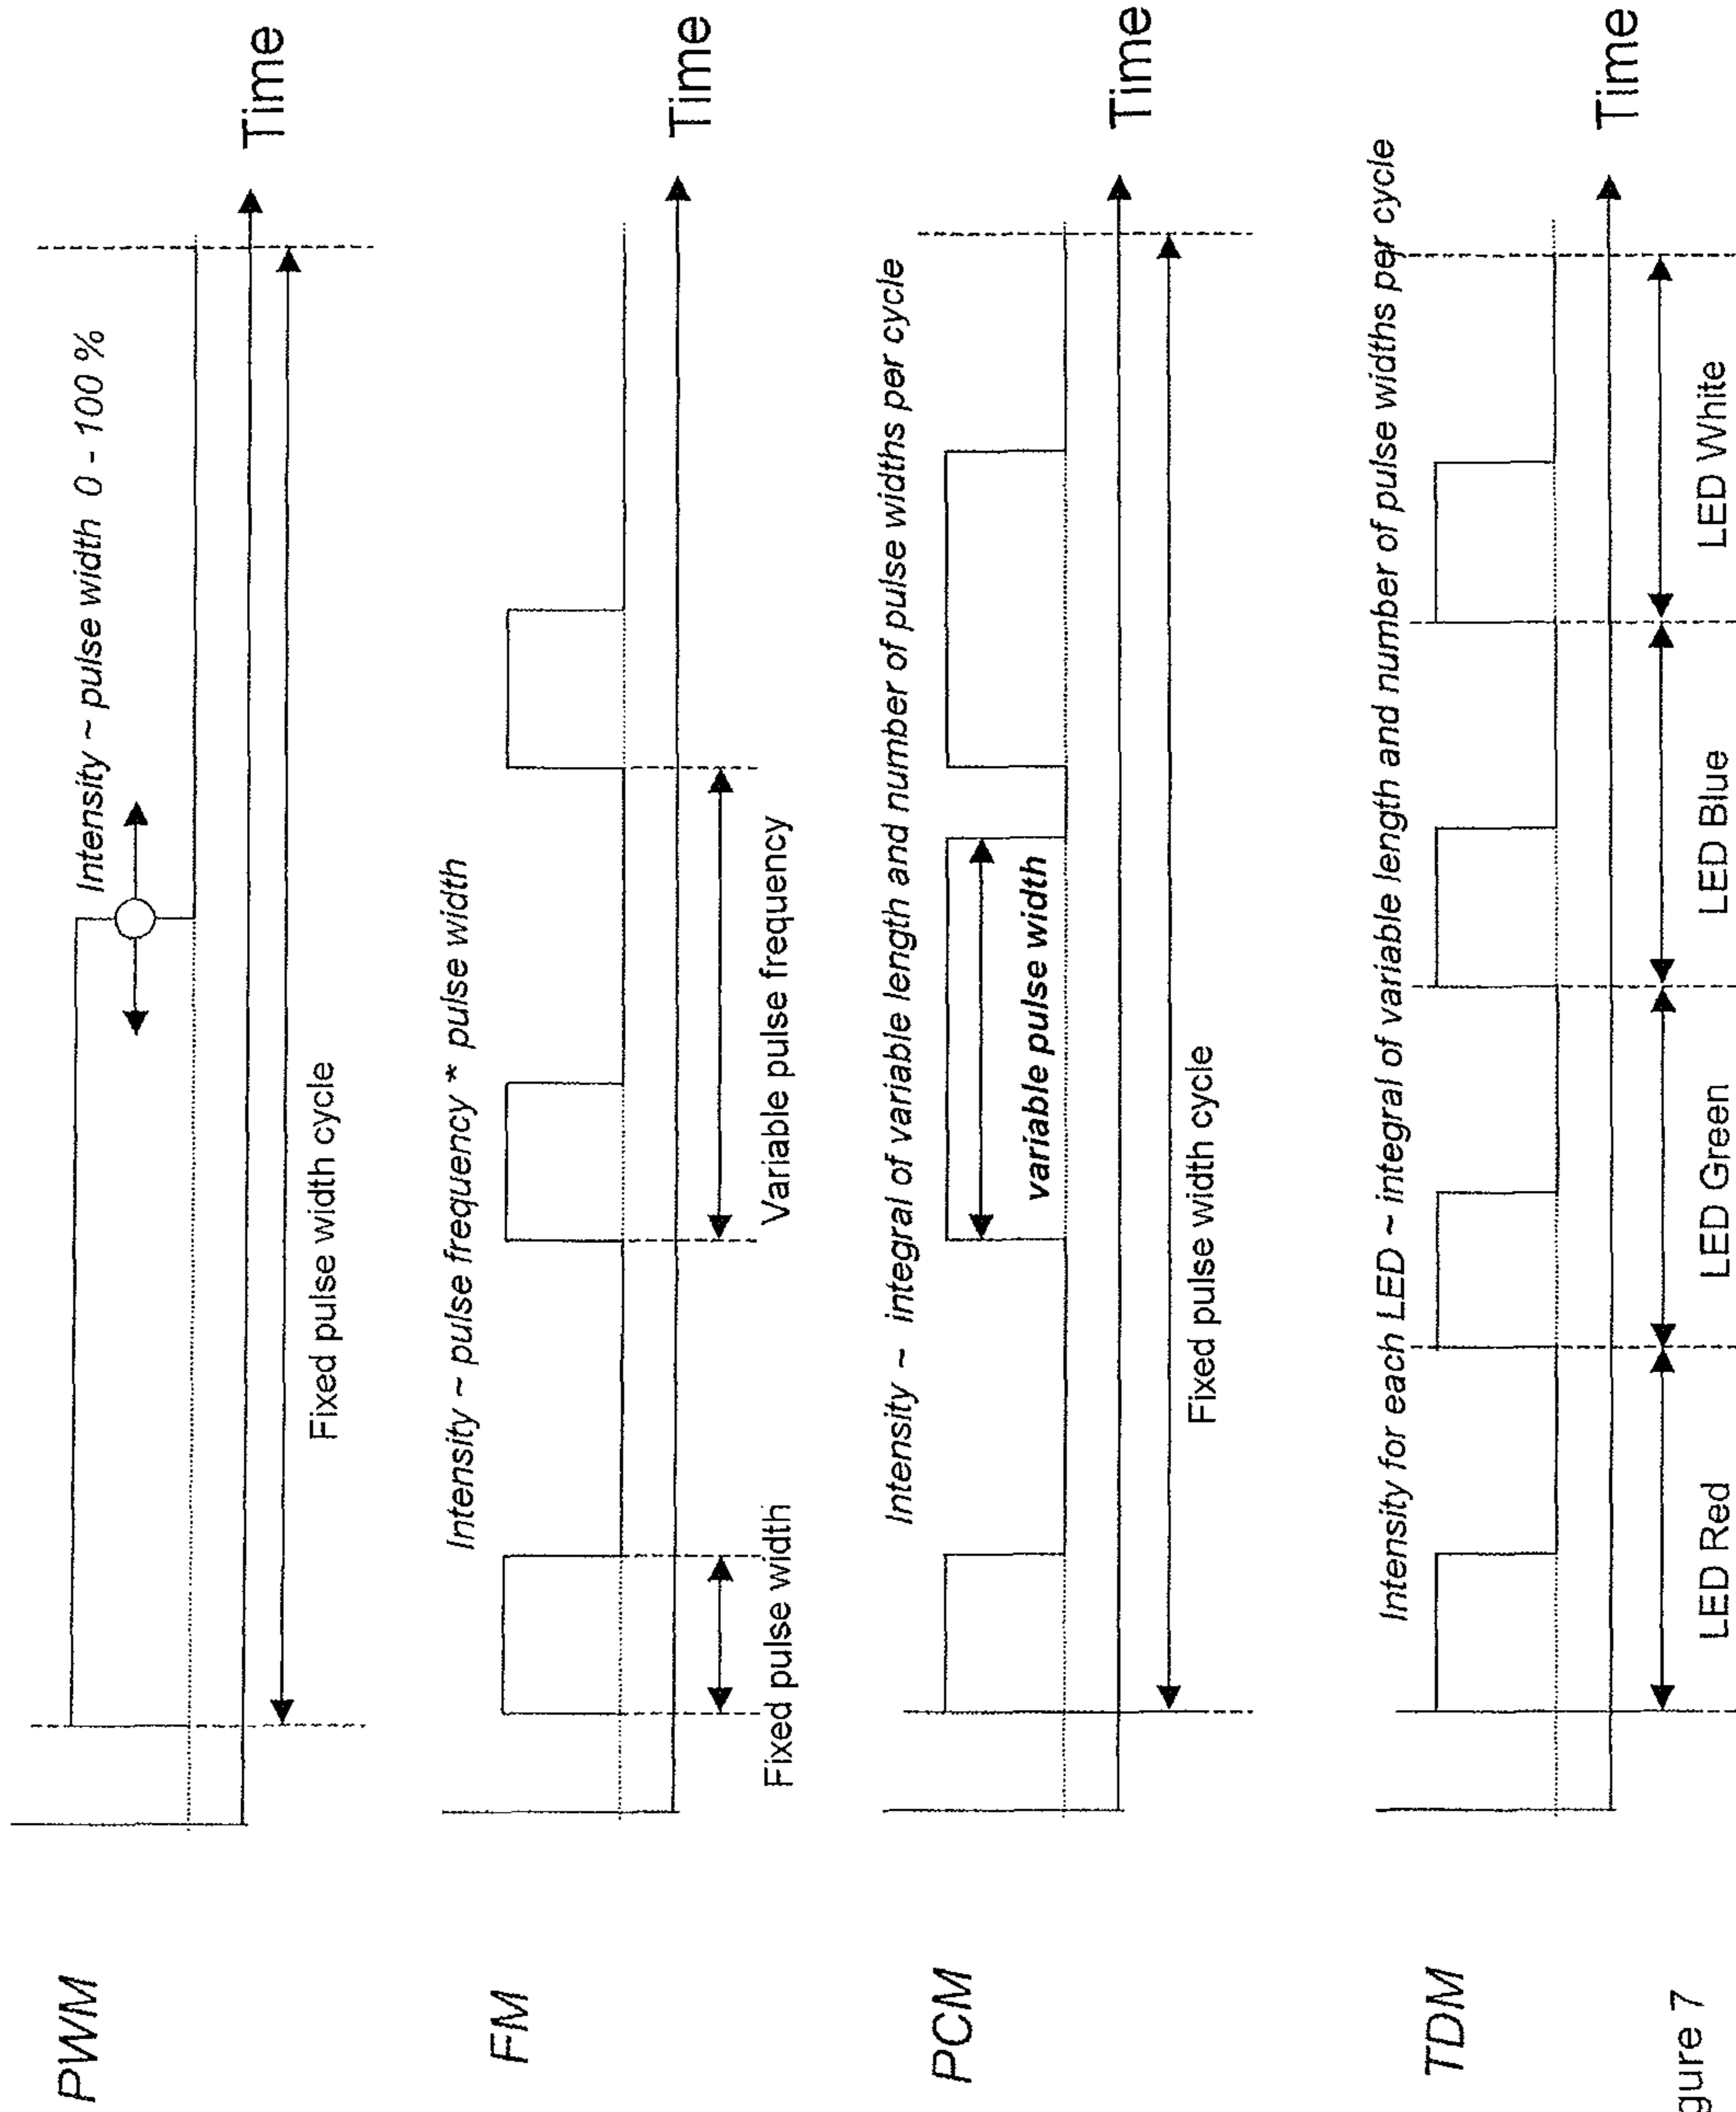 PWM
Intensity ~ pulse width 0 - 100 %
Time
Fixed pulse width cycle
FM
Intensity ~ pulse frequency * pulse width
Time
Fixed pulse width
Variable pulse frequency
PCM
Intensity ~ integral of variable length and number of pulse widths per cycle
variable pulse width
Time
Fixed pulse width cycle
TDM
Intensity for each LED ~ integral of variable length and number of pulse widths per cycle
Time
LED Red
LED Green
LED Blue
LED White
gure 7